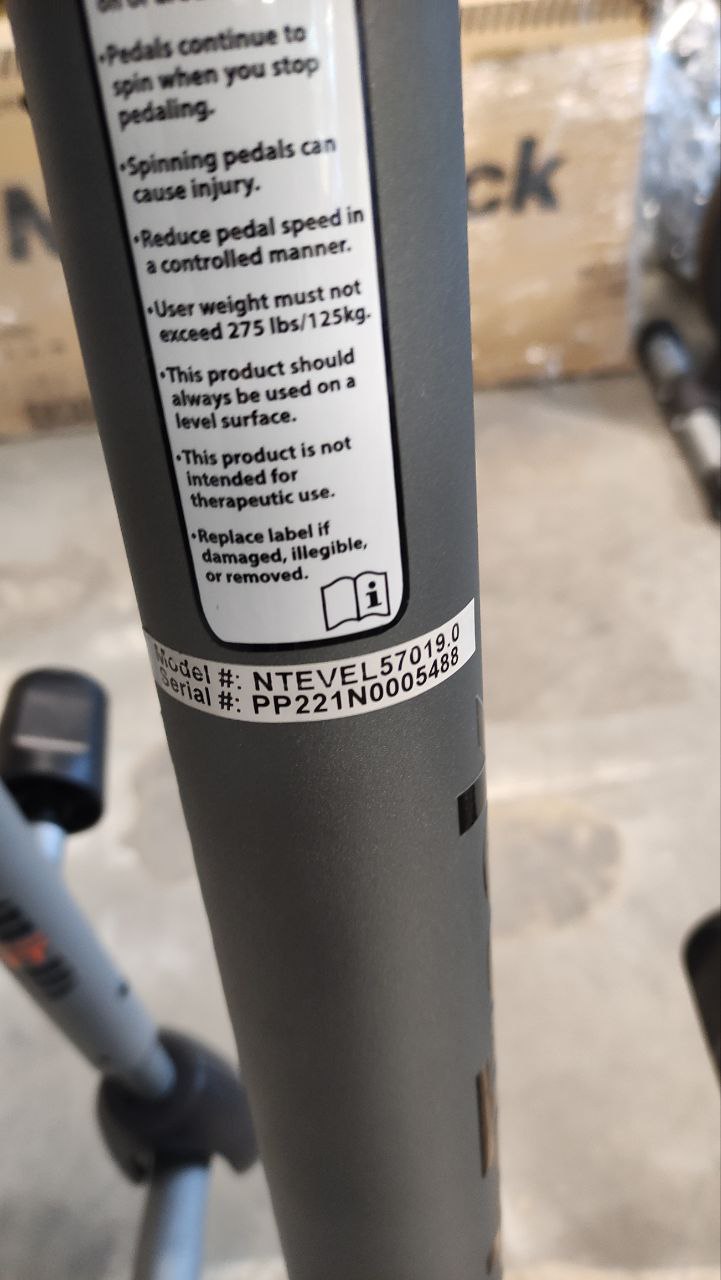 •Pedals continue to
spin when you stop
pedaling.
•Spinning pedals can
cause injury.
•Reduce pedal speed in
a controlled manner.
•User weight must not
exceed 275 lbs/125kg.
•This product should
always be used on a
level surface.
•This product is not
intended for
therapeutic use.
•Replace label if
damaged, illegible,
or removed.
i
Model #: NTEVEL57019.0
Serial #: PP221N0005488